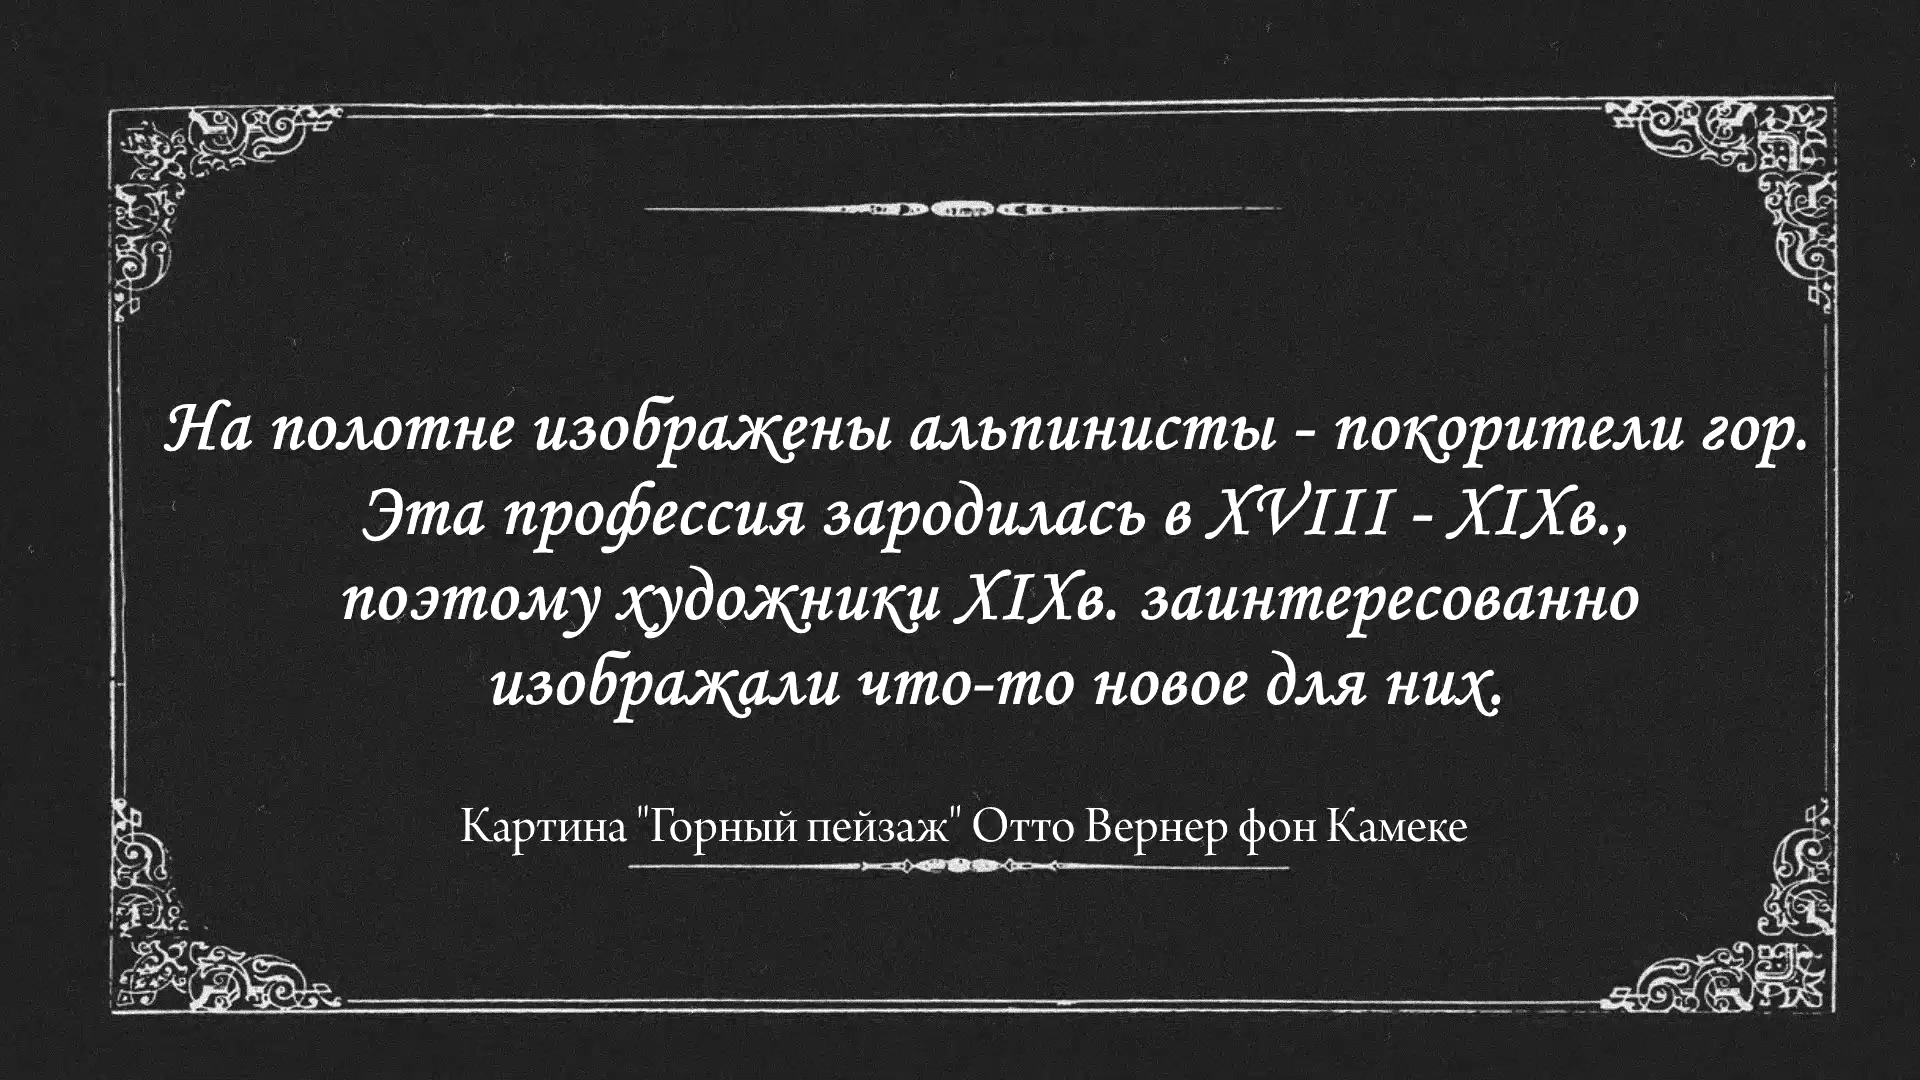 На полотне изображены альпинисты - покорители гор.
Эта профессия зародилась в XVIII - XIXв.,
поэтому художники XIXв. заинтересованно
изображали что-то новое для них.
Картина "Горный пейзаж" Отто Вернер фон Камеке